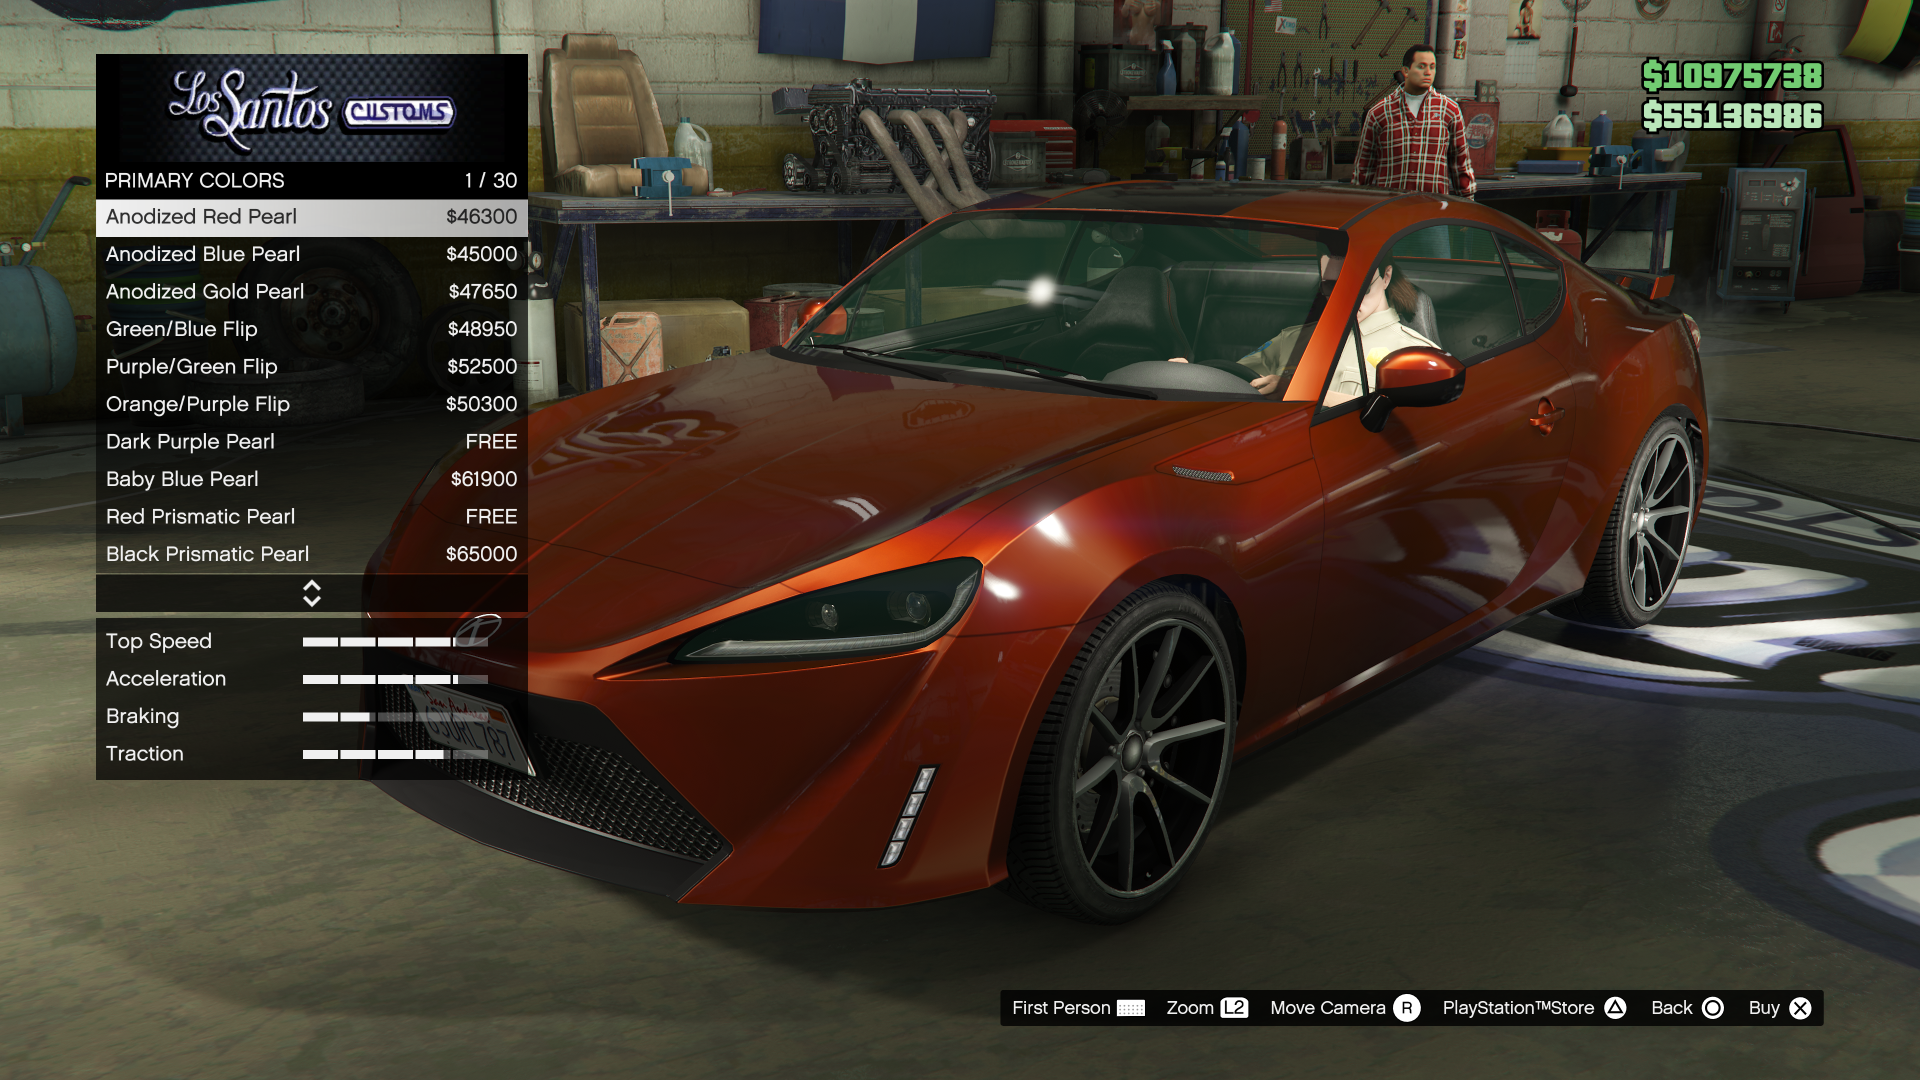 Los Santos CUSTOMS
PRIMARY COLORS 1 / 30
Anodized Red Pearl $46300
Anodized Blue Pearl $45000
Anodized Gold Pearl $47650
Green/Blue Flip $48950
Purple/Green Flip $52500
Orange/Purple Flip $50300
Dark Purple Pearl FREE
Baby Blue Pearl $61900
Red Prismatic Pearl FREE
Black Prismatic Pearl $65000
Top Speed
Acceleration
Braking
Traction
$10975738
$55136986
First Person Zoom L2 Move Camera R PlayStation™Store Back Buy